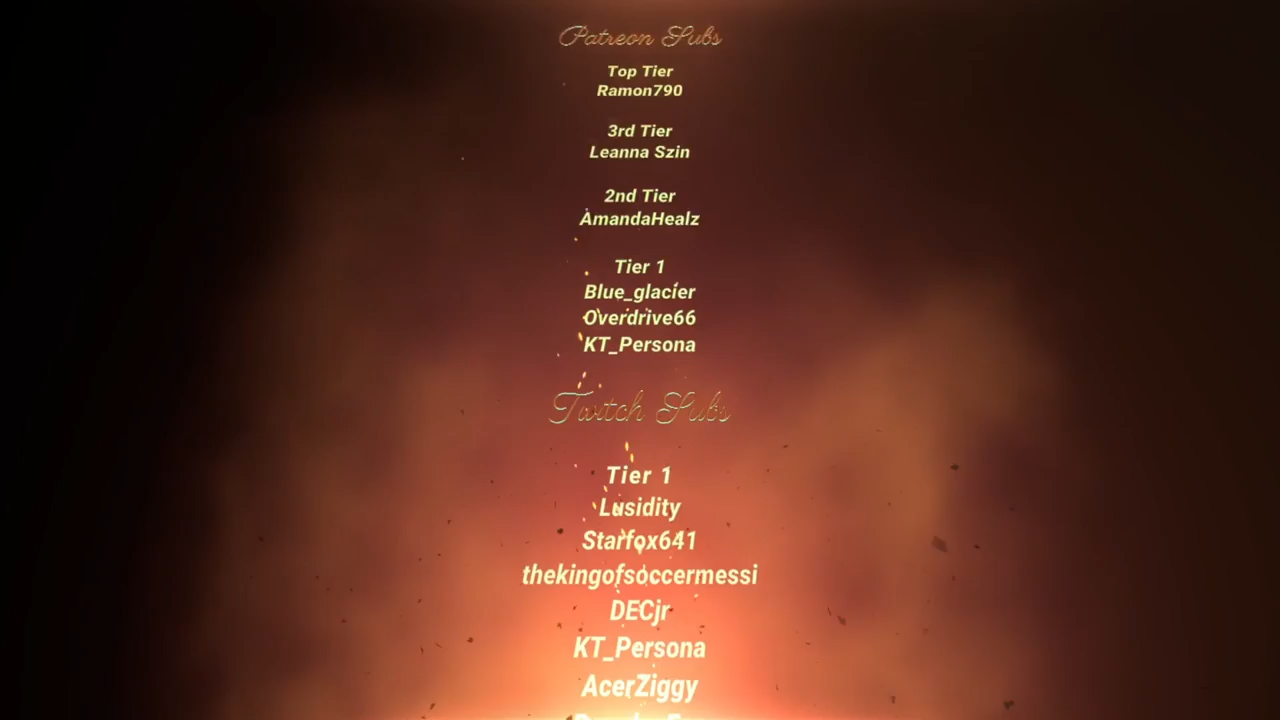 Patreon Subs
Top Tier
Ramon790
3rd Tier
Leanna Szin
2nd Tier
AmandaHealz
Tier 1
Blue_glacier
Overdrive66
KT_Persona
Twitch Subs
Tier 1
Lusidity
Starfox641
thekingofsoccermessi
DECjr
KT_Persona
AcerZiggy